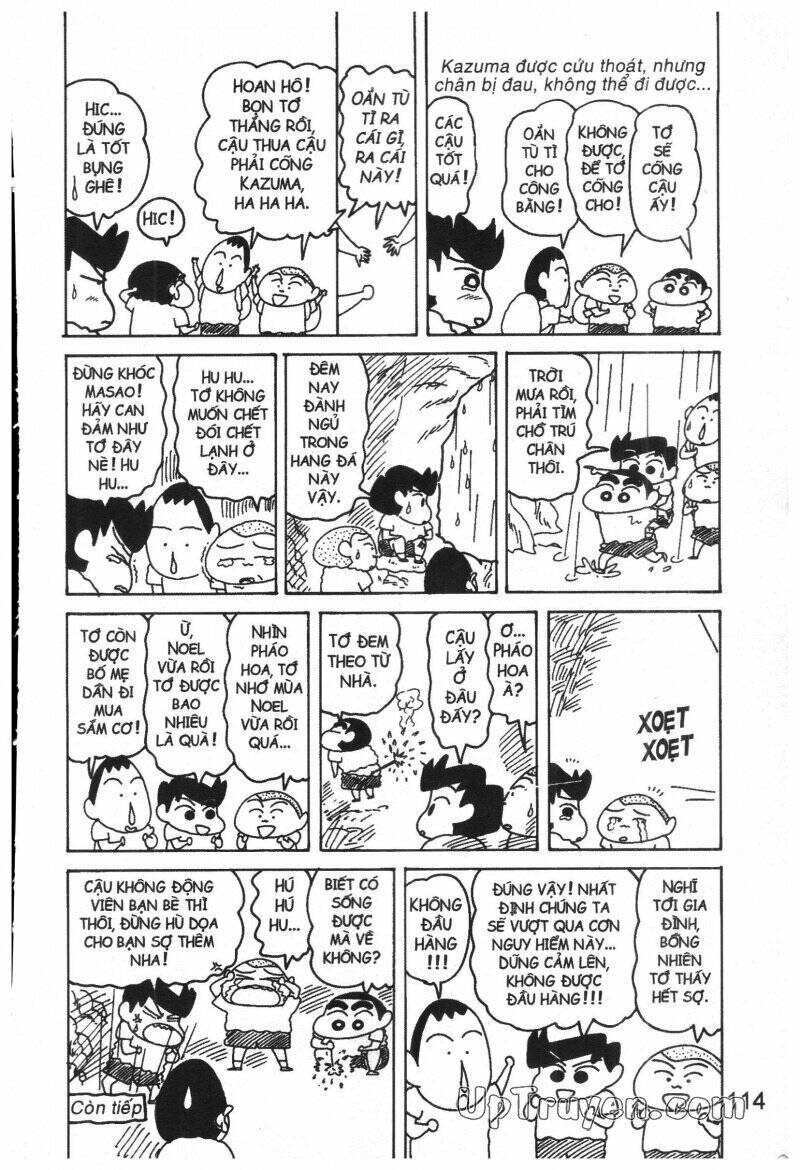 Kazuma được cứu thoát, nhưng
chân bị đau, không thể đi được...
TỚ
SẼ
CÕNG
CẬU
ẤY!
KHÔNG
ĐƯỢC,
ĐỂ TỚ
CÕNG
CHO!
OẲN
TÙ TÌ
CHO
CÔNG
BẰNG!
CÁC
CẬU
TỐT
QUÁ!
OẲN TÙ
TÌ RA
CÁI GÌ,
RA CÁI
NÀY!
HOAN HÔ!
BỌN TỚ
THẮNG RỒI,
CẬU THUA CẬU
PHẢI CÕNG
KAZUMA,
HA HA HA.
HIC!
HIC...
ĐÚNG
LÀ TỐT
BỤNG
GHÊ!
TRỜI
MƯA RỒI,
PHẢI TÌM
CHỖ TRÚ
CHÂN
THÔI.
ĐÊM
NAY
ĐÀNH
NGỦ
TRONG
HANG ĐÁ
NÀY
VẬY.
HU HU...
TỚ KHÔNG
MUỐN CHẾT
ĐÓI CHẾT
LẠNH Ở
ĐÂY...
ĐỪNG KHÓC
MASAO!
HÃY CAN
ĐẢM NHƯ
TỚ ĐÂY
NÈ! HU
HU...
XOẸT
XOẸT
Ơ...
PHÁO
HOA
À?
CẬU
LẤY
Ở
ĐÂU
ĐẤY?
TỚ ĐEM
THEO TỪ
NHÀ.
NHÌN
PHÁO
HOA, TỚ
NHỚ MÙA
NOEL
VỪA RỒI
QUÁ...
Ừ,
NOEL
VỪA RỒI
TỚ ĐƯỢC
BAO
NHIÊU
LÀ QUÀ!
TỚ CÒN
ĐƯỢC
BỐ MẸ
DẪN ĐI
MUA
SẮM CƠ!
NGHĨ
TỚI GIA
ĐÌNH,
BỖNG
NHIÊN
TỚ THẤY
HẾT SỢ.
ĐÚNG VẬY! NHẤT
ĐỊNH CHÚNG TA
SẼ VƯỢT QUA CƠN
NGUY HIỂM NÀY...
DŨNG CẢM LÊN,
KHÔNG ĐƯỢC
ĐẦU HÀNG!!!
KHÔNG
ĐẦU
HÀNG
!!!
BIẾT CÓ
SỐNG
ĐƯỢC
MÀ VỀ
KHÔNG?
HÚ
HÚ
HU...
CẬU KHÔNG ĐỘNG
VIÊN BẠN BÈ THÌ
THÔI, ĐỪNG HÙ DỌA
CHO BẠN SỢ THÊM
NHA!
Còn tiếp
UpTruyen.com
114